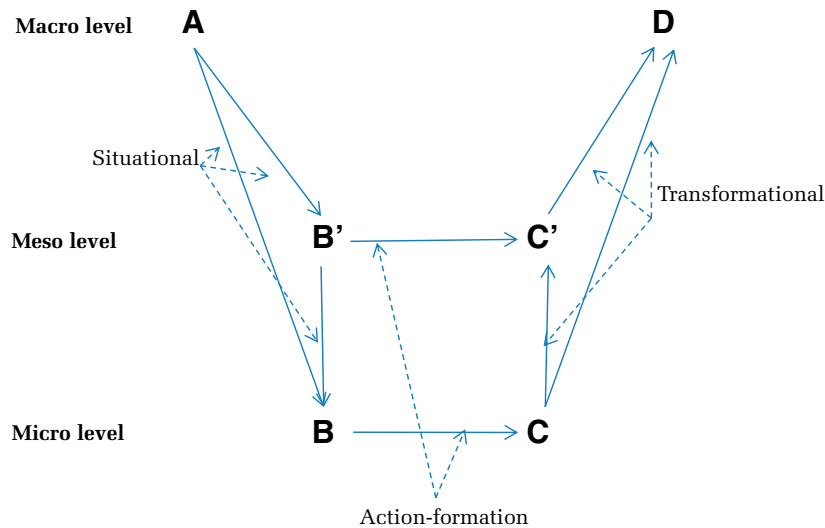 Macro level A D
Situational
Transformational
Meso level B’ C’
Micro level B C
Action-formation